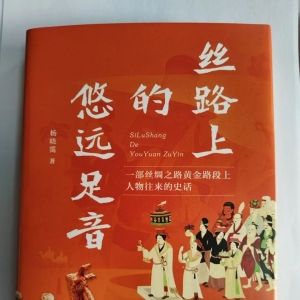 丝路上
的
悠远足音
SiLuShang
De
YouYuan ZuYin
杨晓霭 著
一部丝绸之路黄金路段上
人物往来的史话